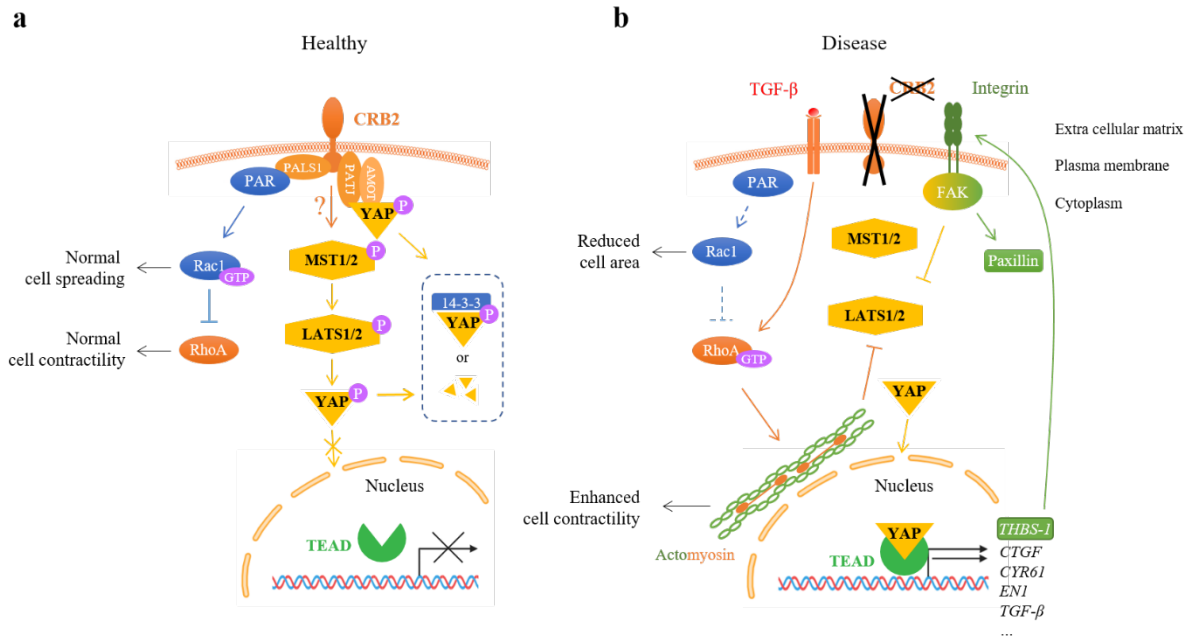 a
Healthy
CRB2
PALS1
PAR
PATJ
AMOT
P
YAP
?
MST1/2
P
Normal
cell spreading
Rac1
GTP
14-3-3
P
YAP
or
LATS1/2
P
Normal
cell contractility
RhoA
YAP
P
Nucleus
TEAD
b
Disease
TGF-β
CRB2
Integrin
Extra cellular matrix
Plasma membrane
Cytoplasm
PAR
FAK
MST1/2
Paxillin
Reduced
cell area
Rac1
LATS1/2
RhoA
GTP
YAP
Enhanced
cell contractility
Actomyosin
Nucleus
YAP
TEAD
THBS-1
CTGF
CYR61
EN1
TGF-β
...